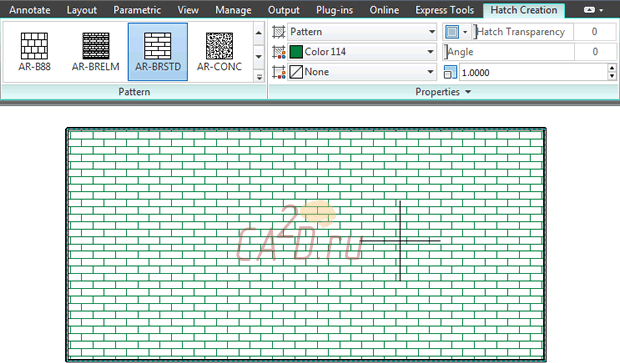 Annotate Layout Parametric View Manage Output Plug-ins Online Express Tools Hatch Creation
Pattern Hatch Transparency 0
Color 114 Angle 0
None 1.0000
AR-B88 AR-BRELM AR-BRSTD AR-CONC
Pattern Properties
CA2D.ru